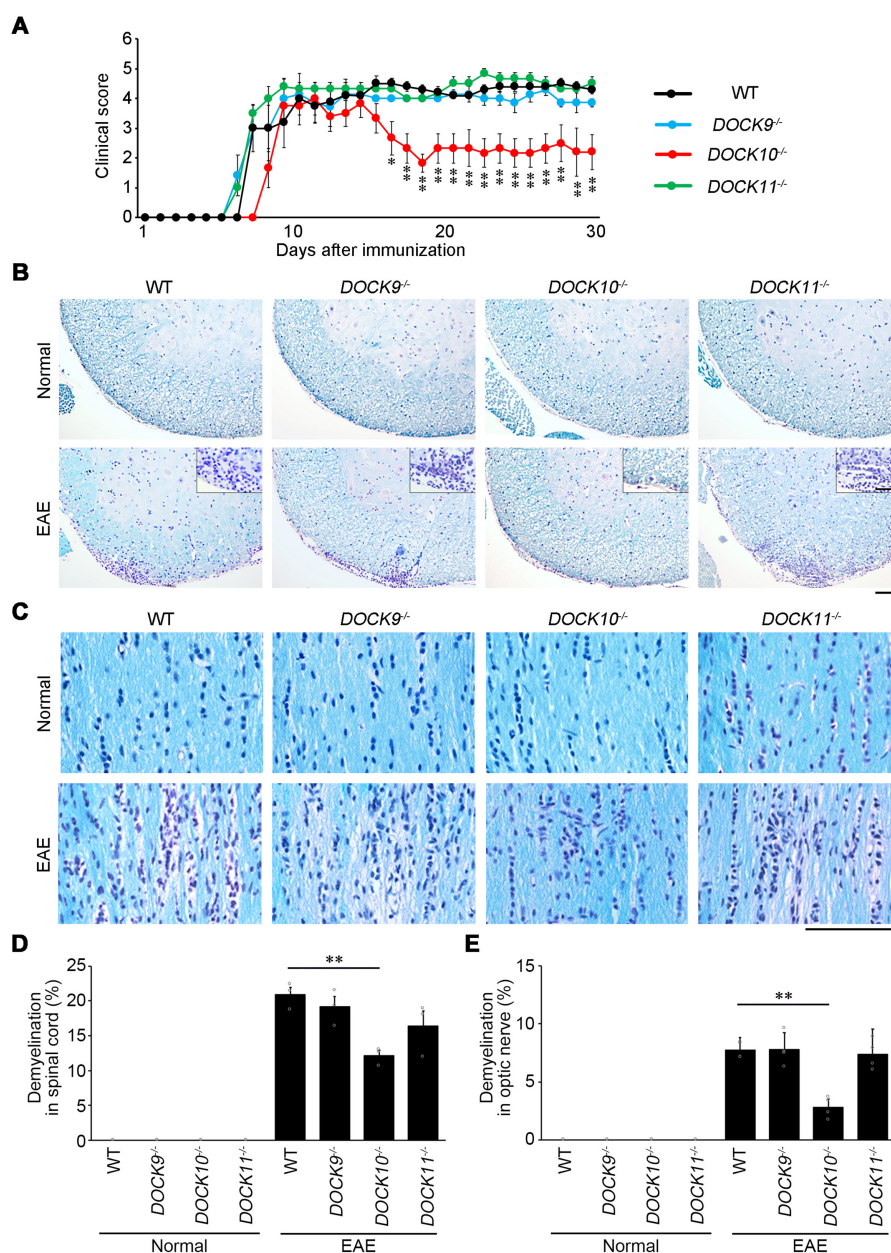 A
6
5
4
3
2
1
0
Clinical score
1 10 20 30
Days after immunization
* ** ** ** ** ** ** ** ** ** ** ** ** **
WT
DOCK9-/-
DOCK10-/-
DOCK11-/-
B
WT DOCK9-/- DOCK10-/- DOCK11-/-
Normal
EAE
C
WT DOCK9-/- DOCK10-/- DOCK11-/-
Normal
EAE
D
Demyelination
in spinal cord (%)
25
20
15
10
5
0
**
WT DOCK9-/- DOCK10-/- DOCK11-/- WT DOCK9-/- DOCK10-/- DOCK11-/-
Normal EAE
E
Demyelination
in optic nerve (%)
15
10
5
0
**
WT DOCK9-/- DOCK10-/- DOCK11-/- WT DOCK9-/- DOCK10-/- DOCK11-/-
Normal EAE